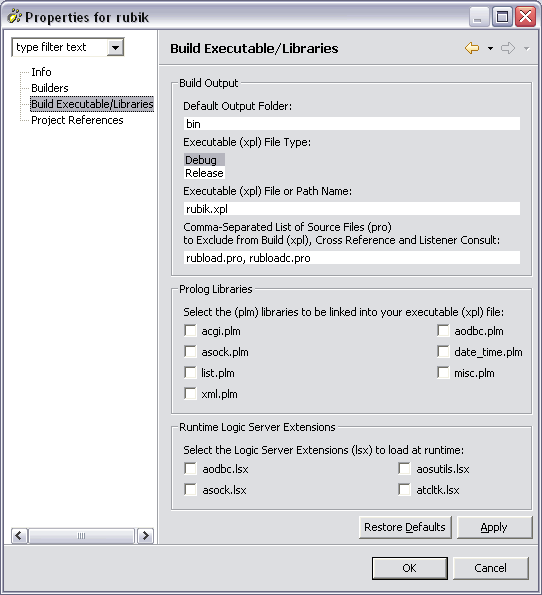 Properties for rubik
type filter text
Info
Builders
Build Executable/Libraries
Project References
Build Executable/Libraries
Build Output
Default Output Folder:
bin
Executable (xpl) File Type:
Debug
Release
Executable (xpl) File or Path Name:
rubik.xpl
Comma-Separated List of Source Files (pro)
to Exclude from Build (xpl), Cross Reference and Listener Consult:
rubload.pro, rubloadc.pro
Prolog Libraries
Select the (plm) libraries to be linked into your executable (xpl) file:
acgi.plm
aodbc.plm
asock.plm
date_time.plm
list.plm
misc.plm
xml.plm
Runtime Logic Server Extensions
Select the Logic Server Extensions (lsx) to load at runtime:
aodbc.lsx
aosutils.lsx
asock.lsx
atcltk.lsx
Restore Defaults
Apply
OK
Cancel